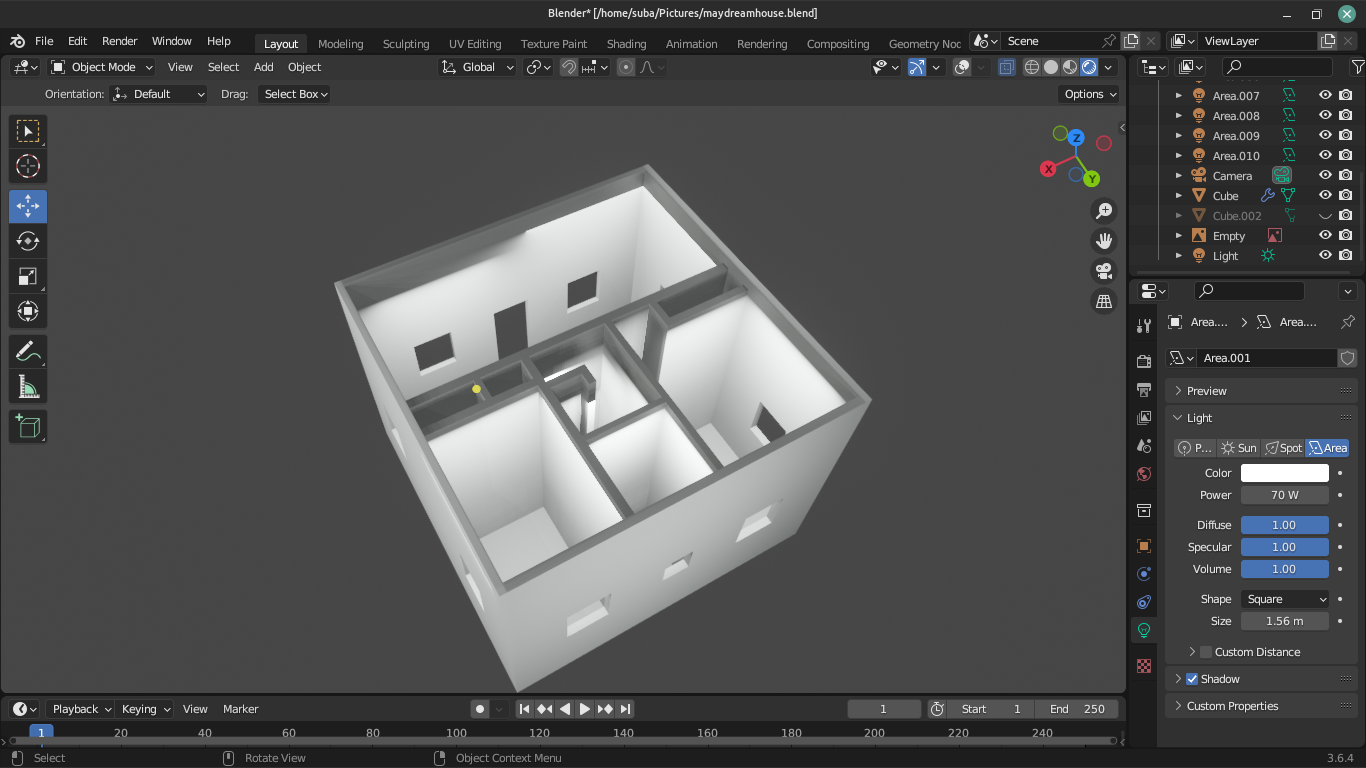 Blender* [/home/suba/Pictures/maydreamhouse.blend]
File Edit Render Window Help Layout Modeling Sculpting UV Editing Texture Paint Shading Animation Rendering Compositing Geometry Noc Scene ViewLayer
Object Mode View Select Add Object Global
Orientation: Default Drag: Select Box Options
Area.007
Area.008
Area.009
Area.010
Camera
Cube
Cube.002
Empty
Light
Z
X
Y
Area.... Area....
Area.001
Preview
Light
P... Sun Spot Area
Color
Power 70 W
Diffuse 1.00
Specular 1.00
Volume 1.00
Shape Square
Size 1.56 m
Custom Distance
Shadow
Custom Properties
Playback Keying View Marker 1 Start 1 End 250
1 20 40 60 80 100 120 140 160 180 200 220 240
Select Rotate View Object Context Menu 3.6.4